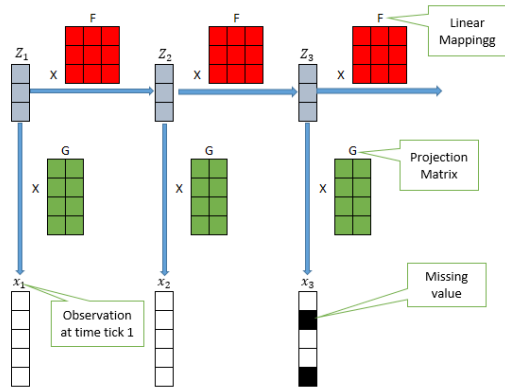 F
F
F
Linear
Mappingg
Z₁
Z₂
Z₃
X
X
X
G
G
G
Projection
Matrix
X
X
X
x₁
x₂
x₃
Missing
value
Observation
at time tick 1